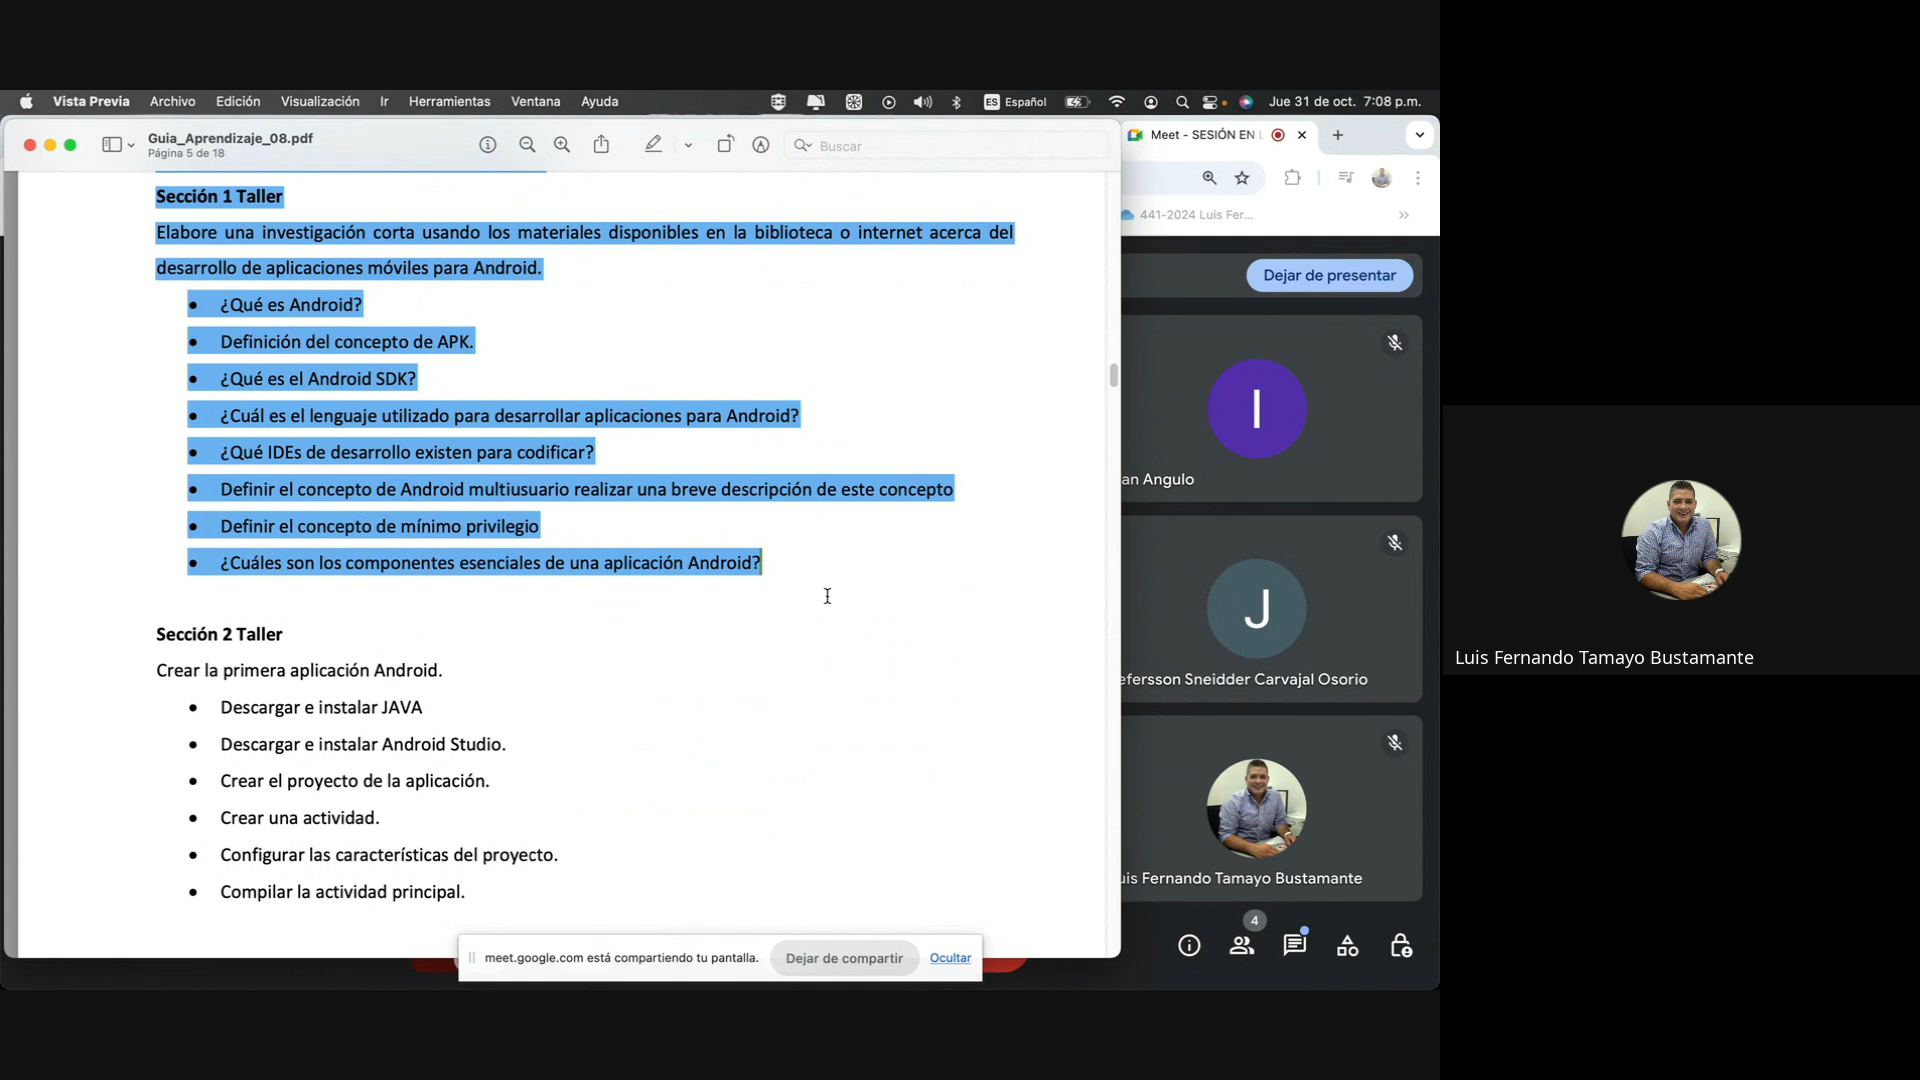 Vista Previa Archivo Edición Visualización Ir Herramientas Ventana Ayuda
ES Español
Jue 31 de oct. 7:08 p.m.
Guia_Aprendizaje_08.pdf
Página 5 de 18
Buscar
Meet - SESIÓN EN
441-2024 Luis Fer...
Dejar de presentar
Sección 1 Taller
Elabore una investigación corta usando los materiales disponibles en la biblioteca o internet acerca del
desarrollo de aplicaciones móviles para Android.
• ¿Qué es Android?
• Definición del concepto de APK.
• ¿Qué es el Android SDK?
• ¿Cuál es el lenguaje utilizado para desarrollar aplicaciones para Android?
• ¿Qué IDEs de desarrollo existen para codificar?
• Definir el concepto de Android multiusuario realizar una breve descripción de este concepto
• Definir el concepto de mínimo privilegio
• ¿Cuáles son los componentes esenciales de una aplicación Android?
Sección 2 Taller
Crear la primera aplicación Android.
• Descargar e instalar JAVA
• Descargar e instalar Android Studio.
• Crear el proyecto de la aplicación.
• Crear una actividad.
• Configurar las características del proyecto.
• Compilar la actividad principal.
meet.google.com está compartiendo tu pantalla.
Dejar de compartir
Ocultar
I
an Angulo
J
efersson Sneidder Carvajal Osorio
uis Fernando Tamayo Bustamante
4
Luis Fernando Tamayo Bustamante